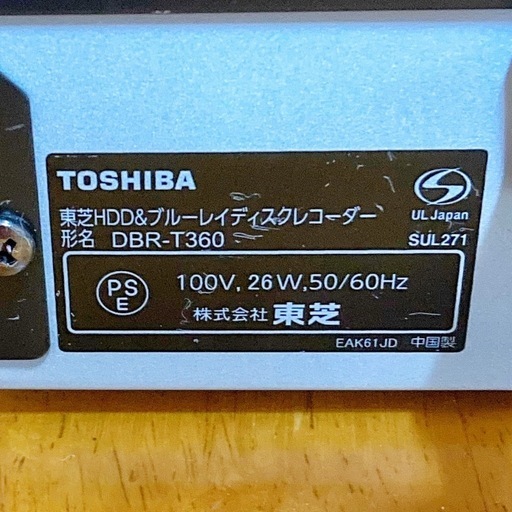 TOSHIBA
UL Japan
東芝HDD&ブルーレイディスクレコーダー
形名 DBR-T360
SUL271
PS
E
100V, 26W, 50/60Hz
株式会社 東芝
EAK61JD 中国製